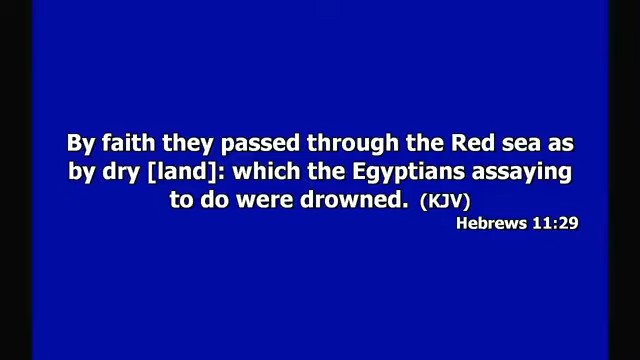 By faith they passed through the Red sea as
by dry [land]: which the Egyptians assaying
to do were drowned. (KJV)
Hebrews 11:29